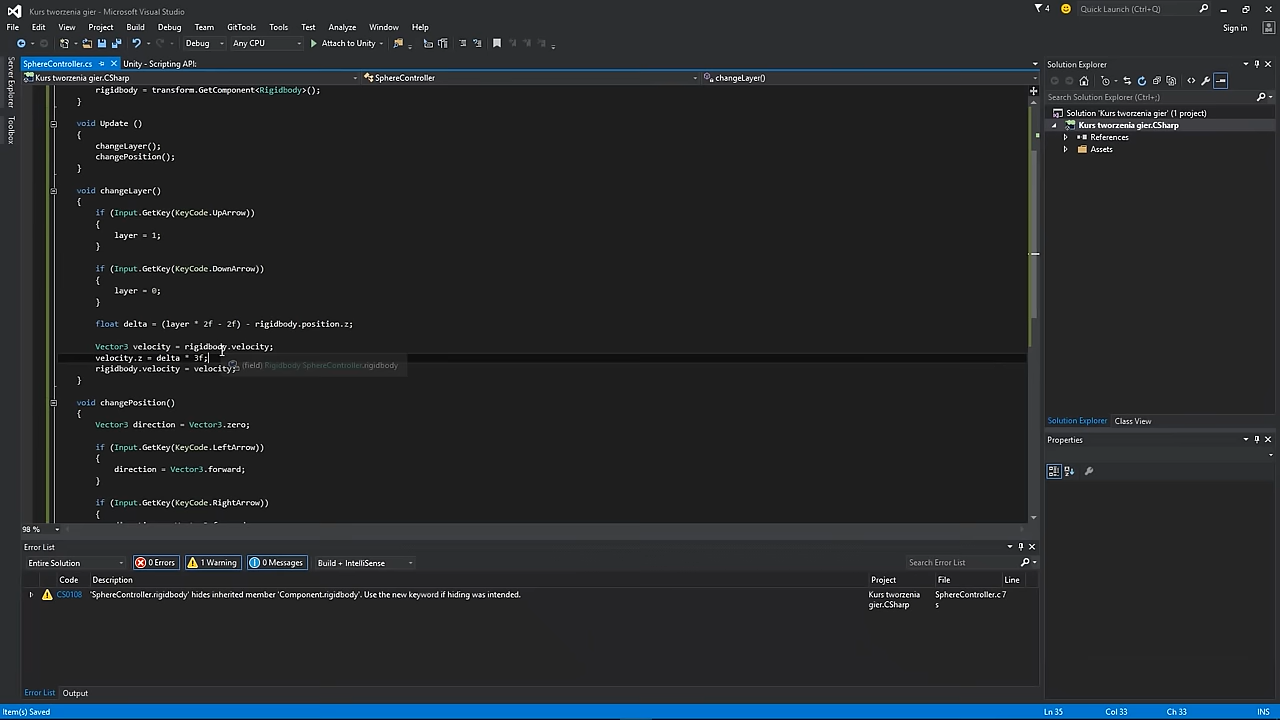 Kurs tworzenia gier - Microsoft Visual Studio
4
Quick Launch (Ctrl+Q)
File Edit View Project Build Debug Team GitTools Tools Test Analyze Window Help
Sign in
Debug Any CPU Attach to Unity
Server Explorer
Toolbox
SphereController.cs Unity - Scripting API:
Kurs tworzenia gier.CSharp SphereController changeLayer()
rigidbody = transform.GetComponent<Rigidbody>();
}
void Update ()
{
changeLayer();
changePosition();
}
void changeLayer()
{
if (Input.GetKey(KeyCode.UpArrow))
{
layer = 1;
}
if (Input.GetKey(KeyCode.DownArrow))
{
layer = 0;
}
float delta = (layer * 2f - 2f) - rigidbody.position.z;
Vector3 velocity = rigidbody.velocity;
velocity.z = delta * 3f;
(field) Rigidbody SphereController.rigidbody
rigidbody.velocity = velocity;
}
void changePosition()
{
Vector3 direction = Vector3.zero;
if (Input.GetKey(KeyCode.LeftArrow))
{
direction = Vector3.forward;
}
if (Input.GetKey(KeyCode.RightArrow))
{
98 %
Solution Explorer
Search Solution Explorer (Ctrl+;)
Solution 'Kurs tworzenia gier' (1 project)
Kurs tworzenia gier.CSharp
References
Assets
Solution Explorer Class View
Properties
Error List
Entire Solution 0 Errors 1 Warning 0 Messages Build + IntelliSense
Search Error List
Code Description Project File Line
CS0108 'SphereController.rigidbody' hides inherited member 'Component.rigidbody'. Use the new keyword if hiding was intended. Kurs tworzenia gier.CSharp SphereController.cs 7
Error List Output
Item(s) Saved Ln 35 Col 33 Ch 33 INS